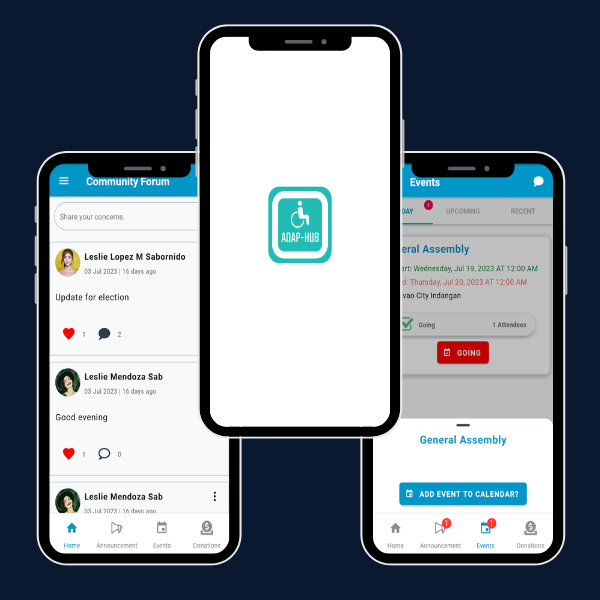 ADAP-HUB
Community Forum
Share your concerns.
Leslie Lopez M Sabornido
03 Jul 2023 | 16 days ago
Update for election
1
2
Leslie Mendoza Sab
03 Jul 2023 | 16 days ago
Good evening
1
0
Leslie Mendoza Sab
03 Jul 2023 | 16 days ago
Home Announcement Events Donations
Events
DAY 1 UPCOMING RECENT
eral Assembly
art: Wednesday, Jul 19, 2023 AT 12:00 AM
d: Thursday, Jul 20, 2023 AT 12:00 AM
vao City Indangan
Going 1 Attendees
GOING
General Assembly
ADD EVENT TO CALENDAR?
1 1
Home Announcement Events Donations